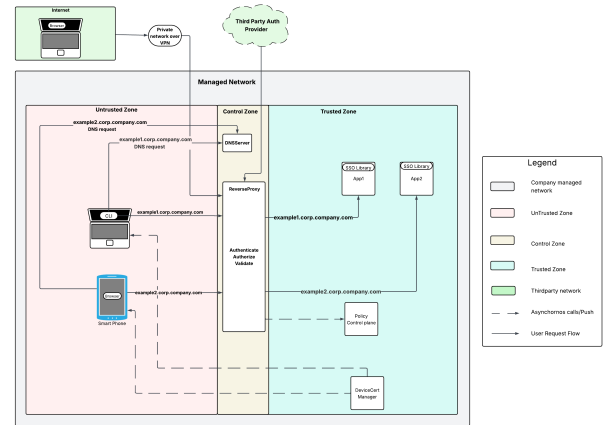 Internet
Browser
Private
network over
VPN
Third Party Auth
Provider
Managed Network
Untrusted Zone
Control Zone
Trusted Zone
example2.corp.company.com
DNS request
example1.corp.company.com
DNS request
DNSServer
SSO Library
App1
SSO Library
App2
ReverseProxy
CLI
example1.corp.company.com
example1.corp.company.com
Authenticate
Authorize
Validate
Browser
example2.corp.company.com
example2.corp.company.com
Smart Phone
Policy
Control plane
DeviceCert
Manager
Legend
Company managed
network
UnTrusted Zone
Control Zone
Trusted Zone
Thirdparty network
Asynchornos calls/Push
User Request Flow